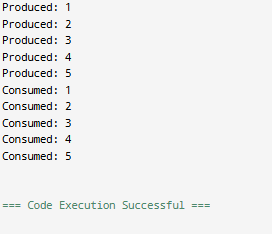 Produced: 1
Produced: 2
Produced: 3
Produced: 4
Produced: 5
Consumed: 1
Consumed: 2
Consumed: 3
Consumed: 4
Consumed: 5
=== Code Execution Successful ===